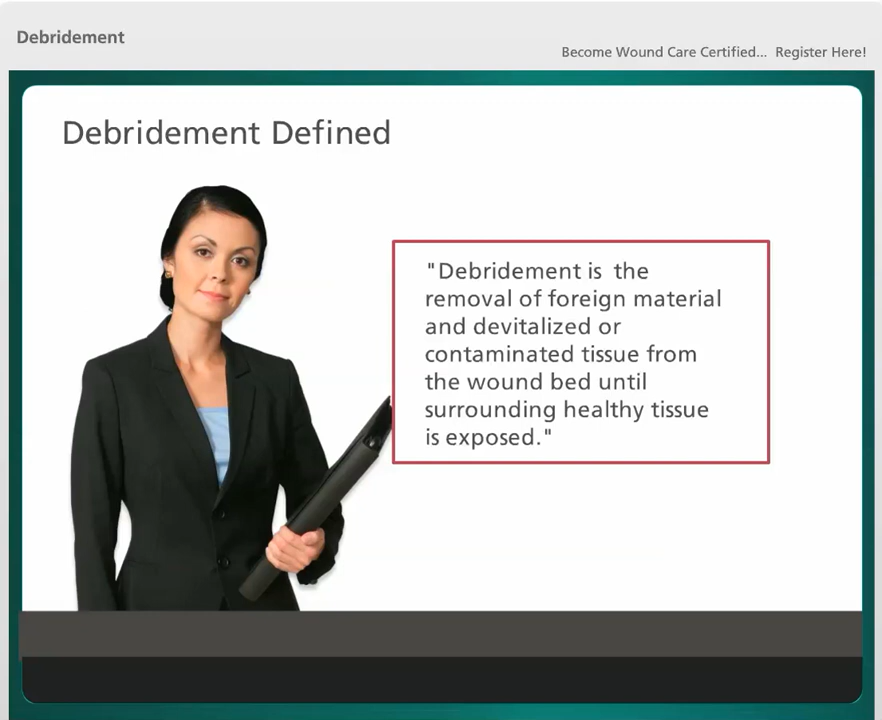 Debridement
Become Wound Care Certified...  Register Here!
Debridement Defined
"Debridement is  the
removal of foreign material
and devitalized or
contaminated tissue from
the wound bed until
surrounding healthy tissue
is exposed."